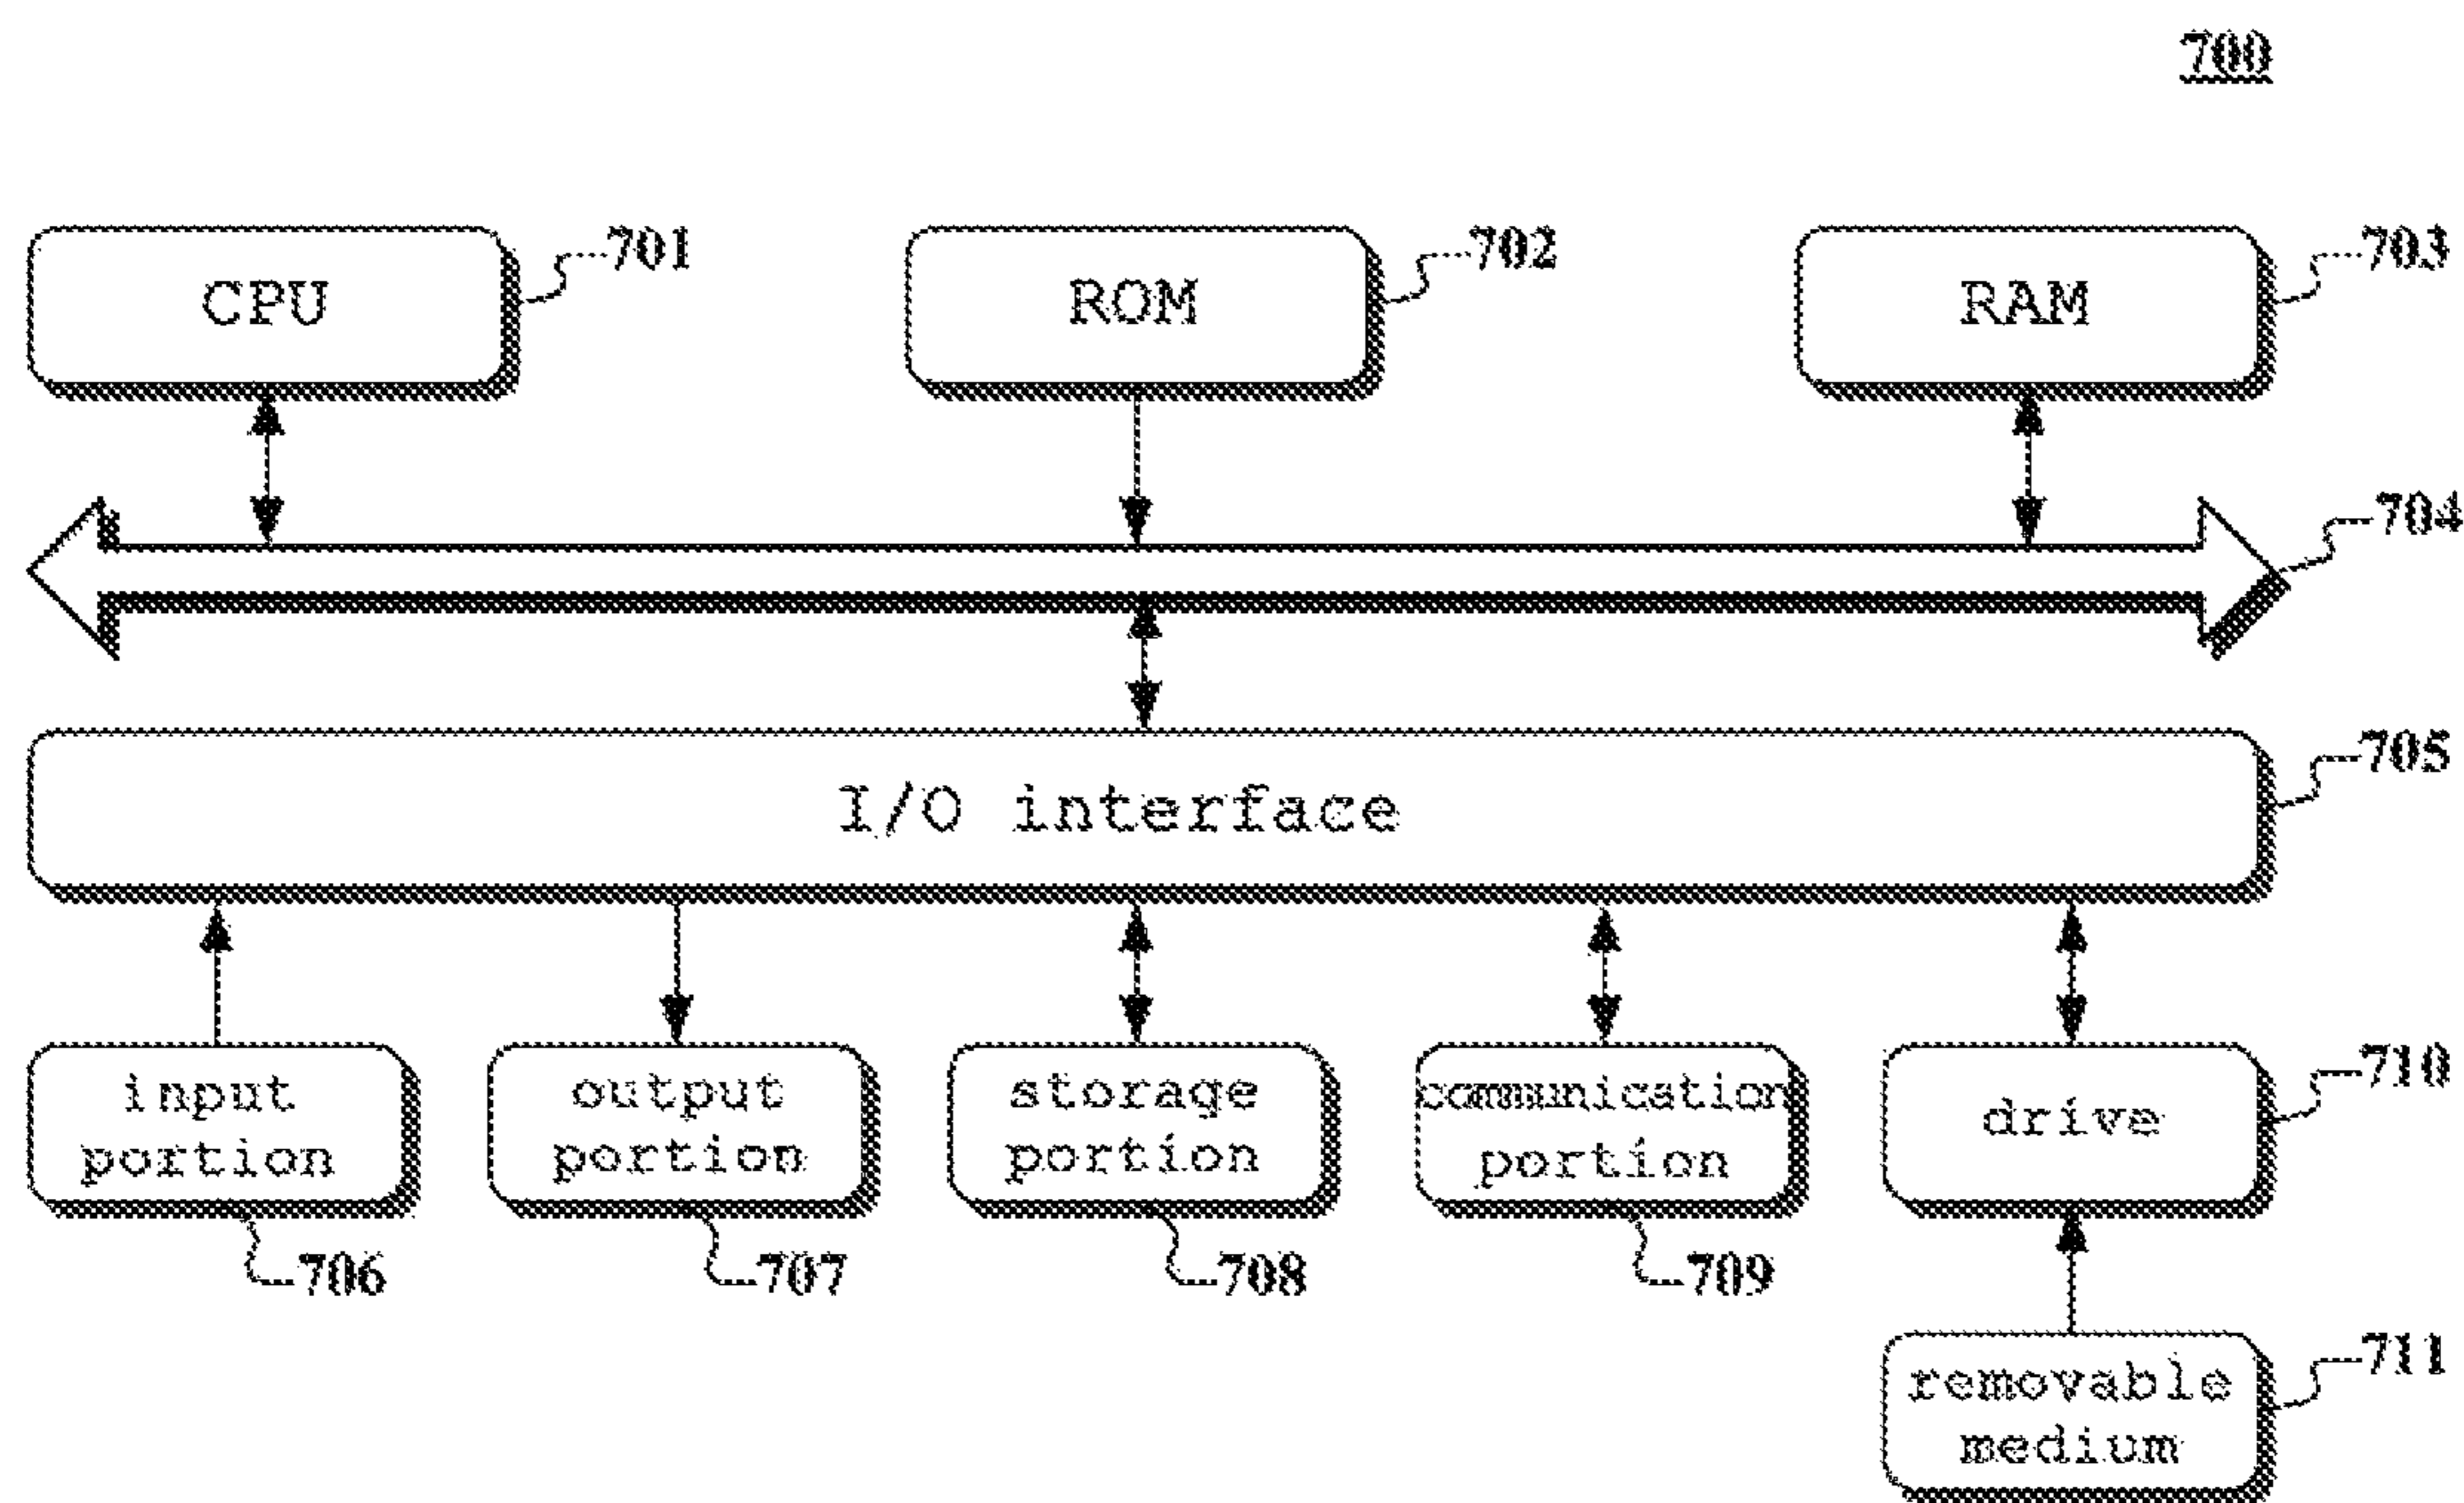 700
CPU
701
ROM
702
RAM
703
704
I/O interface
705
input
portion
706
output
portion
707
storage
portion
708
communication
portion
709
drive
710
removable
medium
711